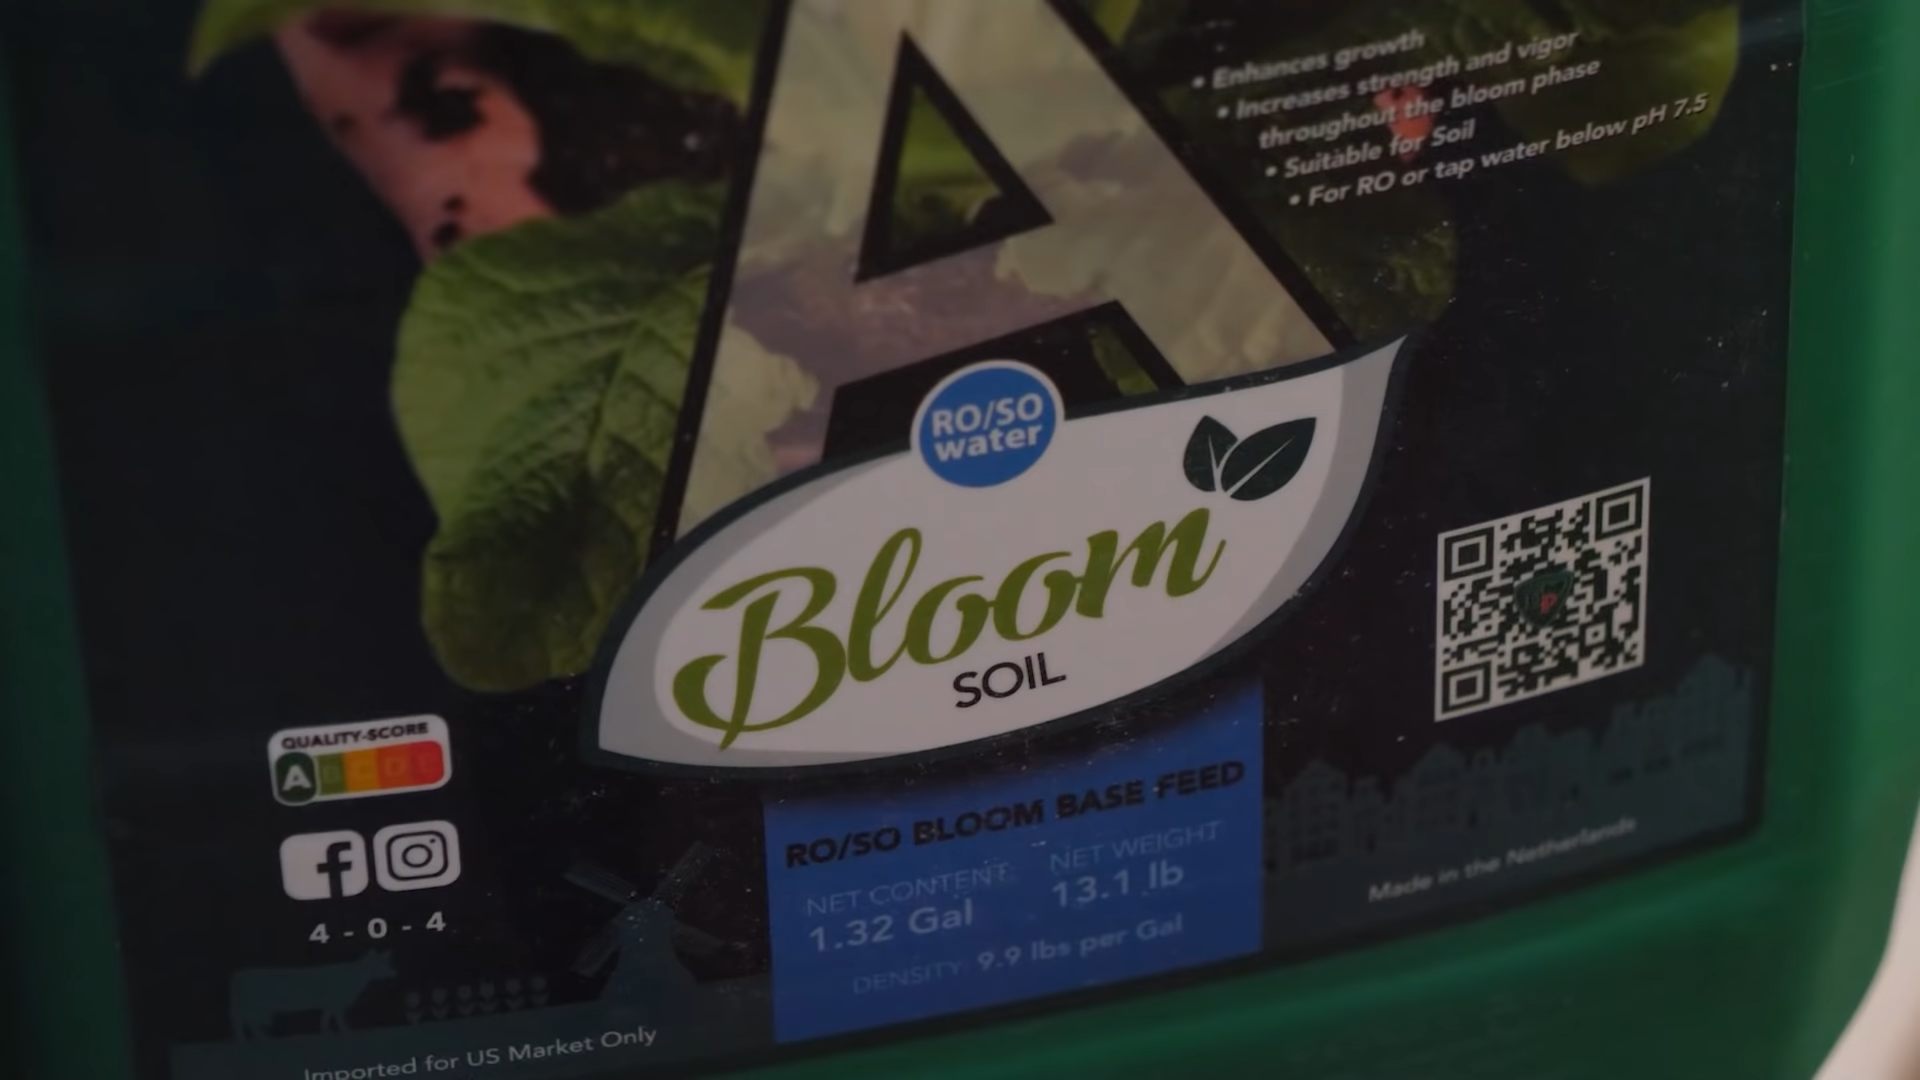 A
• Enhances growth
• Increases strength and vigor
throughout the bloom phase
• Suitable for Soil
• For RO or tap water below pH 7.5
RO/SO
water
Bloom
SOIL
QUALITY-SCORE
A B C D E
4 - 0 - 4
RO/SO BLOOM BASE FEED
NET CONTENT: NET WEIGHT
1.32 Gal 13.1 lb
DENSITY: 9.9 lbs per Gal
Made in the Netherlands
Imported for US Market Only